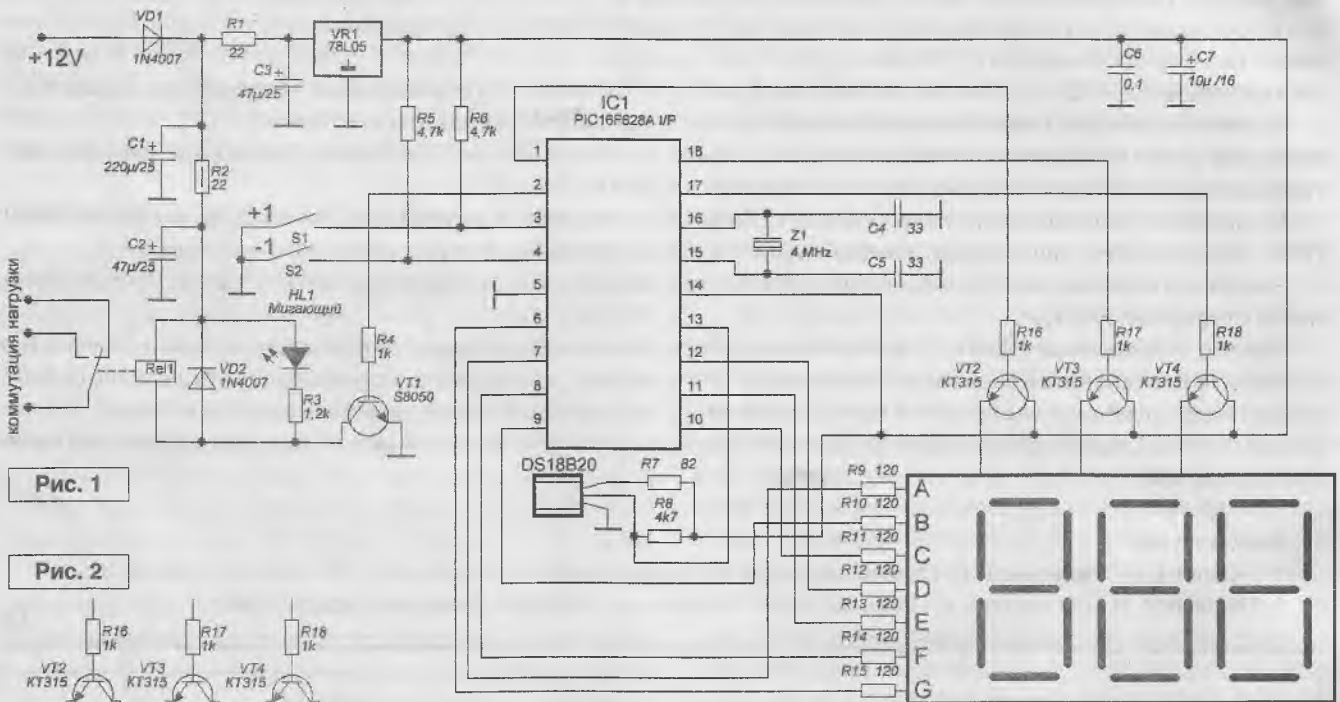 +12V
VD1
1N4007
R1
22
C3 +
47µ/25
VR1
78L05
C6
0,1
+ C7
10µ/16
R5
4,7k
R6
4,7k
IC1
PIC16F628A I/P
C1 +
220µ/25
R2
22
C2 +
47µ/25
+1
S1
-1
S2
HL1
Мигающий
1
2
3
4
5
6
7
8
9
18
17
16
15
14
13
12
11
10
Z1
4 MHz
C4 33
C5 33
коммутация нагрузки
Rel1
VD2
1N4007
R3
1,2k
R4
1k
VT1
S8050
R16
1k
R17
1k
R18
1k
VT2
КТ315
VT3
КТ315
VT4
КТ315
DS18B20
R7 82
R8
4k7
R9 120
A
R10 120
B
R11 120
C
R12 120
D
R13 120
E
R14 120
F
R15 120
G
Рис. 1
Рис. 2
R16
1k
R17
1k
R18
1k
VT2
КТ315
VT3
КТ315
VT4
КТ315